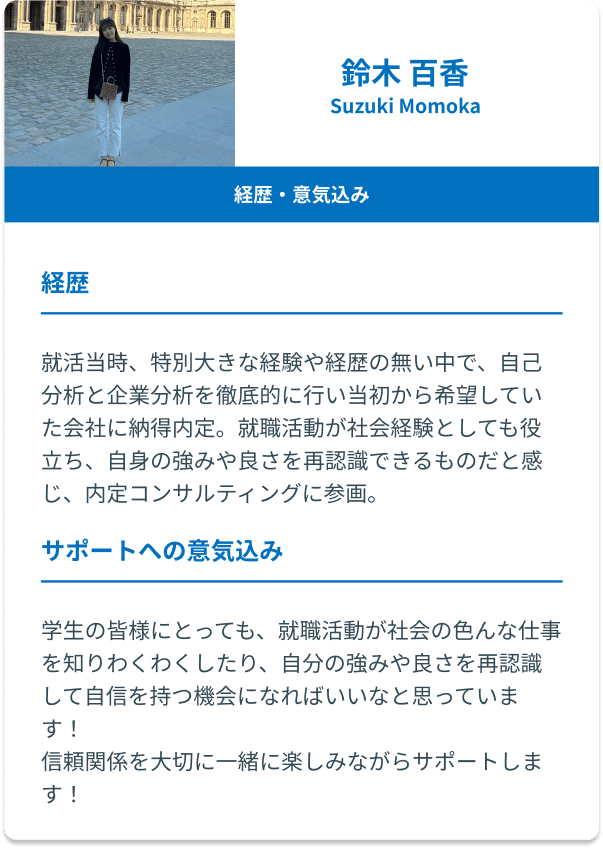 鈴木 百香
Suzuki Momoka
経歴・意気込み
経歴
就活当時、特別大きな経験や経歴の無い中で、自己
分析と企業分析を徹底的に行い当初から希望してい
た会社に納得内定。就職活動が社会経験としても役
立ち、自身の強みや良さを再認識できるものだと感
じ、内定コンサルティングに参画。
サポートへの意気込み
学生の皆様にとっても、就職活動が社会の色んな仕事
を知りわくわくしたり、自分の強みや良さを再認識
して自信を持つ機会になればいいなと思っていま
す！
信頼関係を大切に一緒に楽しみながらサポートしま
す！